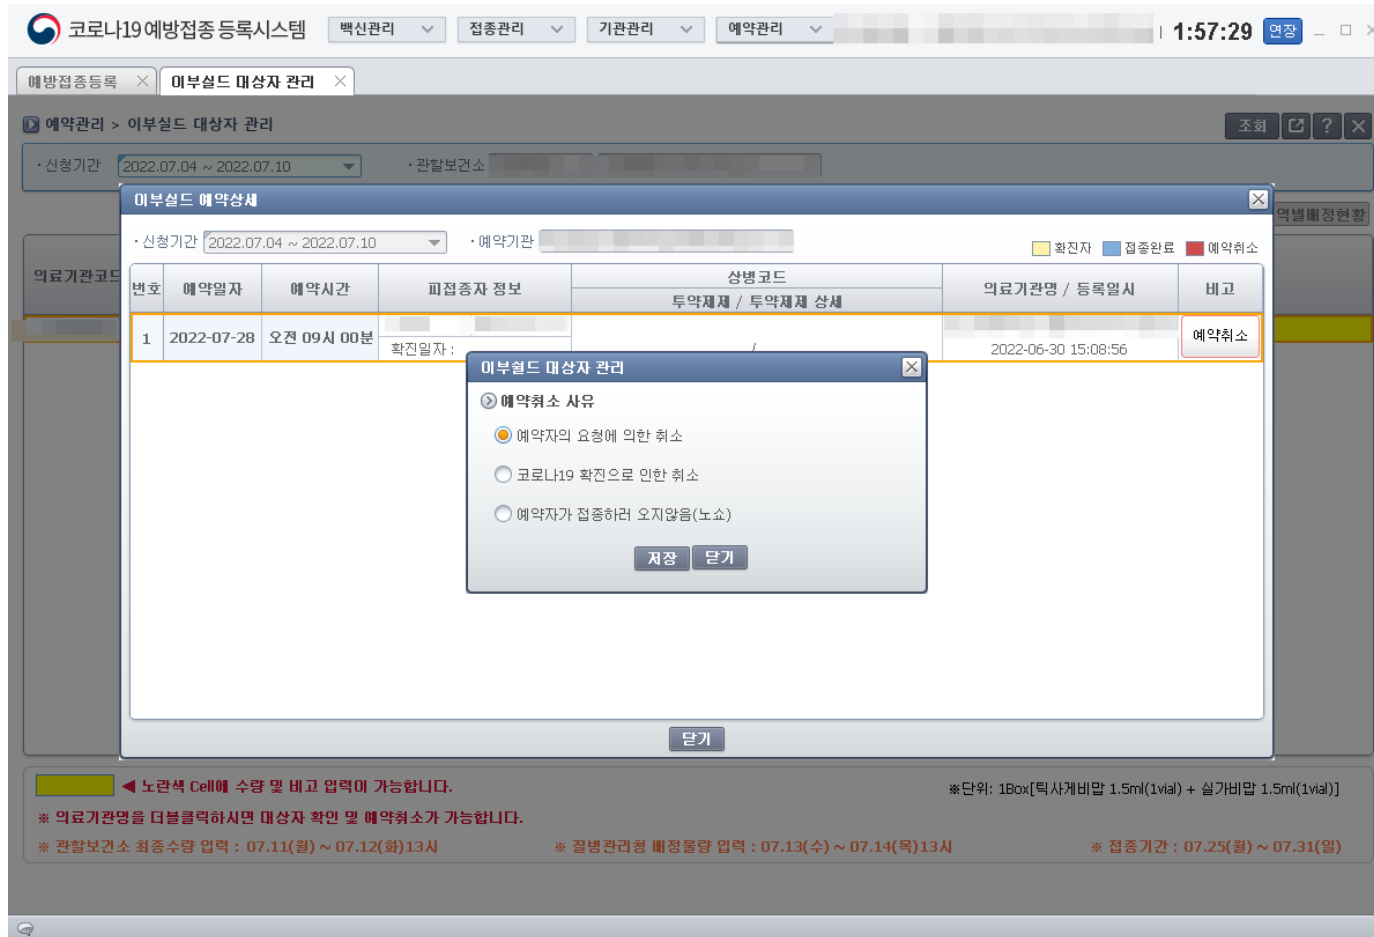 코로나19예방접종 등록시스템 백신관리 접종관리 기관관리 예약관리 1:57:29 연장
예방접종등록 이부실드 대상자 관리
예약관리 > 이부실드 대상자 관리 조회 ?
· 신청기간 2022.07.04 ~ 2022.07.10 · 관할보건소
이부실드 예약상세
역별배정현황
· 신청기간 2022.07.04 ~ 2022.07.10 · 예약기관
확진자 접종완료 예약취소
의료기관코드
번호 예약일자 예약시간 피접종자 정보 상병코드 의료기관명 / 등록일시 비고
투약제제 / 투약제제 상세
1 2022-07-28 오전 09시 00분 예약취소
확진일자 : / 2022-06-30 15:08:56
이부쉴드 대상자 관리
예약취소 사유
예약자의 요청에 의한 취소
코로나19 확진으로 인한 취소
예약자가 접종하러 오지않음(노쇼)
저장 닫기
닫기
◀ 노란색 Cell에 수량 및 비고 입력이 가능합니다. ※단위: 1Box[틱사게비맙 1.5ml(1vial) + 실가비맙 1.5ml(1vial)]
※ 의료기관명을 더블클릭하시면 대상자 확인 및 예약취소가 가능합니다.
※ 관할보건소 최종수량 입력 : 07.11(월) ~ 07.12(화)13시 ※ 질병관리청 배정물량 입력 : 07.13(수) ~ 07.14(목)13시 ※ 접종기간 : 07.25(월) ~ 07.31(일)